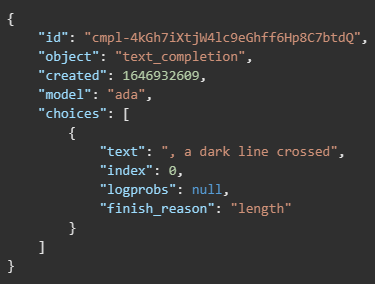 {
    "id": "cmpl-4kGh7iXtjW4lc9eGhff6Hp8C7btdQ",
    "object": "text_completion",
    "created": 1646932609,
    "model": "ada",
    "choices": [
        {
            "text": ", a dark line crossed",
            "index": 0,
            "logprobs": null,
            "finish_reason": "length"
        }
    ]
}